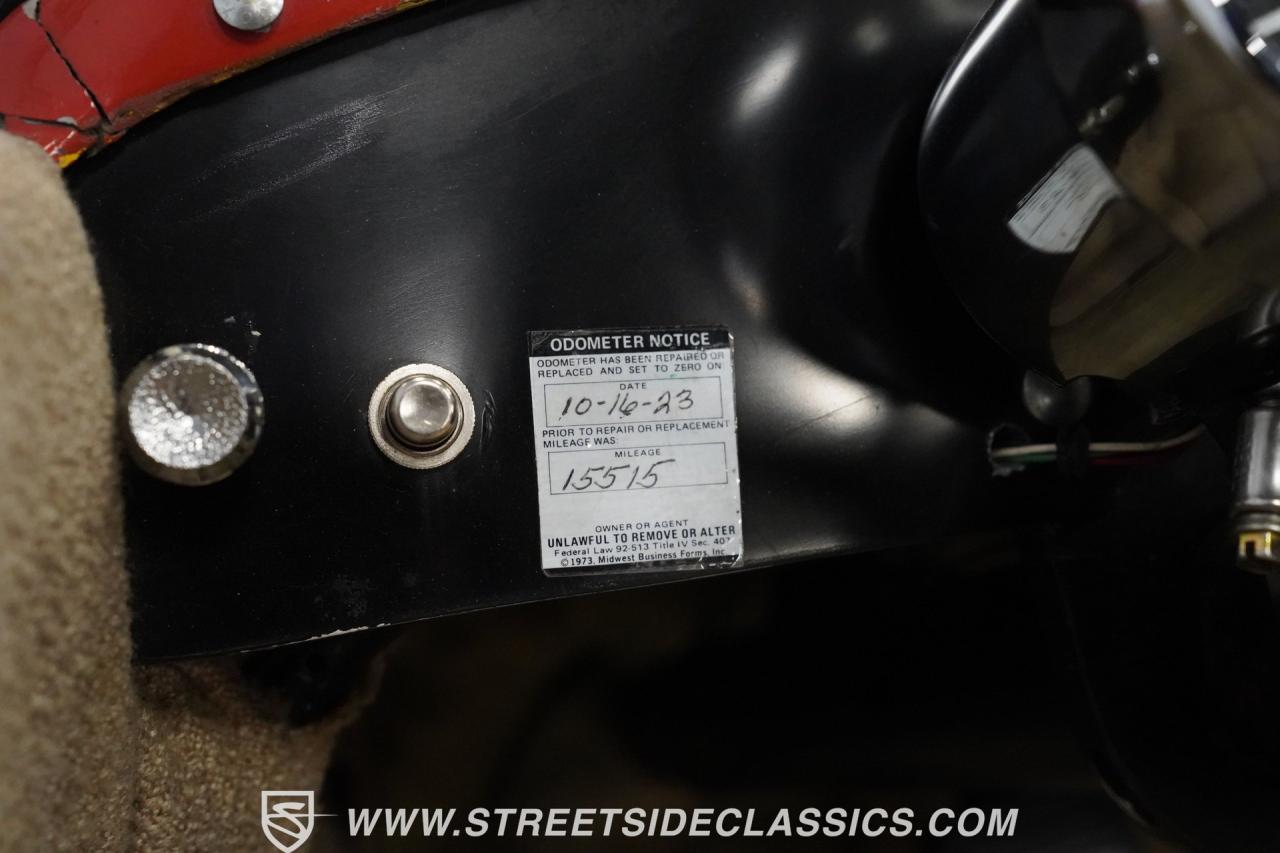 ODOMETER NOTICE
ODOMETER HAS BEEN REPAIRED OR
REPLACED AND SET TO ZERO ON
DATE
10-16-23
PRIOR TO REPAIR OR REPLACEMENT
MILEAGE WAS:
MILEAGE
15515
OWNER OR AGENT
UNLAWFUL TO REMOVE OR ALTER
Federal Law 92-513 Title IV Sec. 407
©1973, Midwest Business Forms, Inc.
WWW.STREETSIDECLASSICS.COM